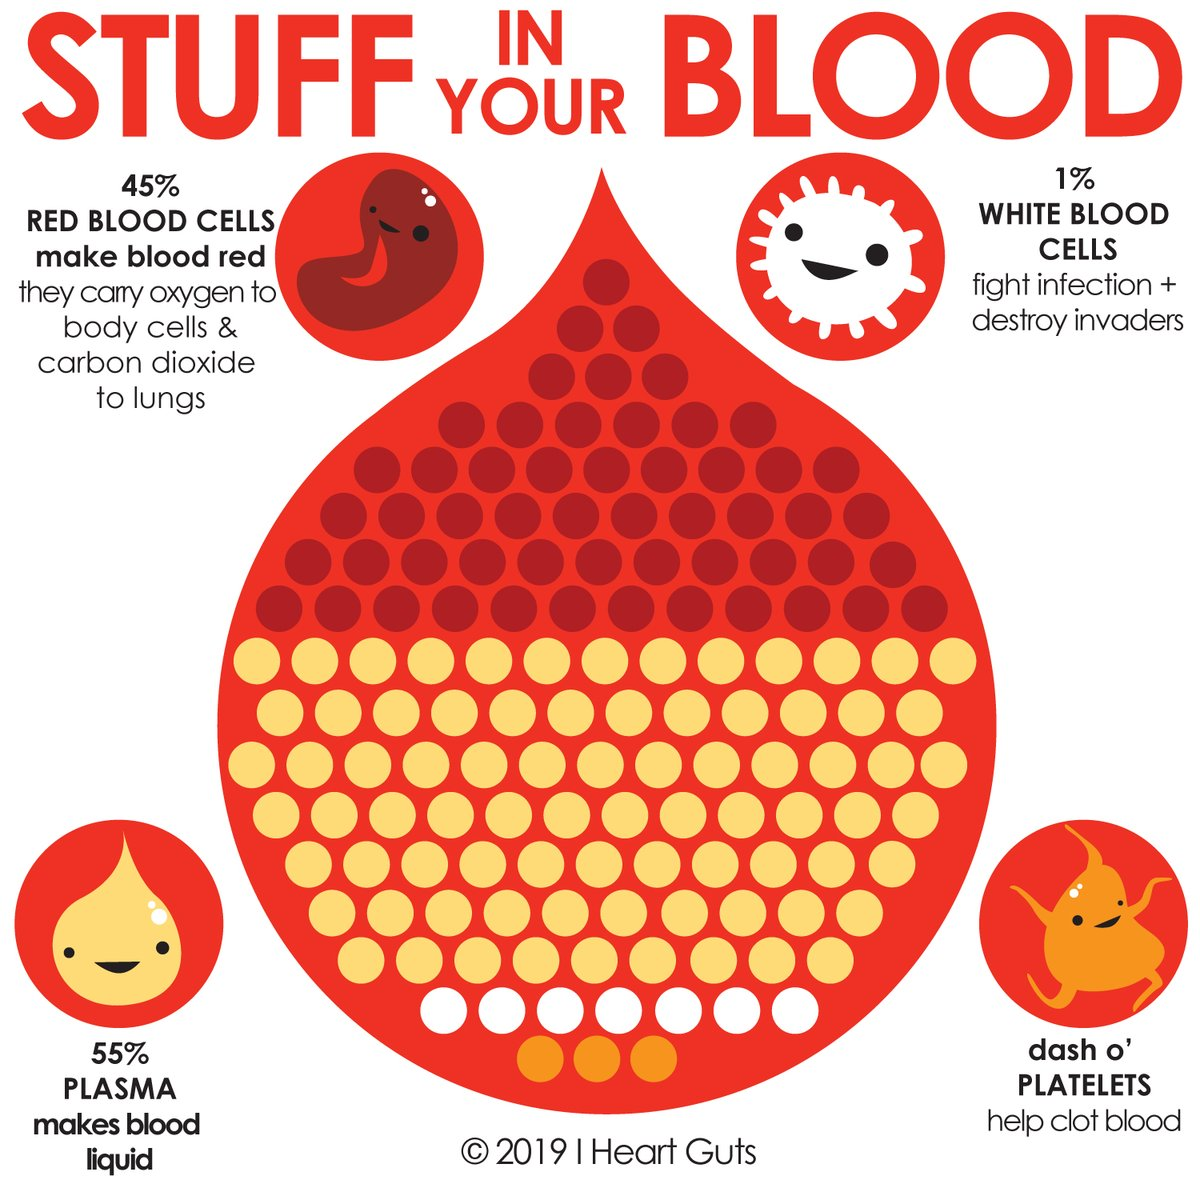 STUFF IN YOUR BLOOD
45%
RED BLOOD CELLS
make blood red
they carry oxygen to
body cells &
carbon dioxide
to lungs
1%
WHITE BLOOD
CELLS
fight infection +
destroy invaders
55%
PLASMA
makes blood
liquid
dash o’
PLATELETS
help clot blood
© 2019 I Heart Guts